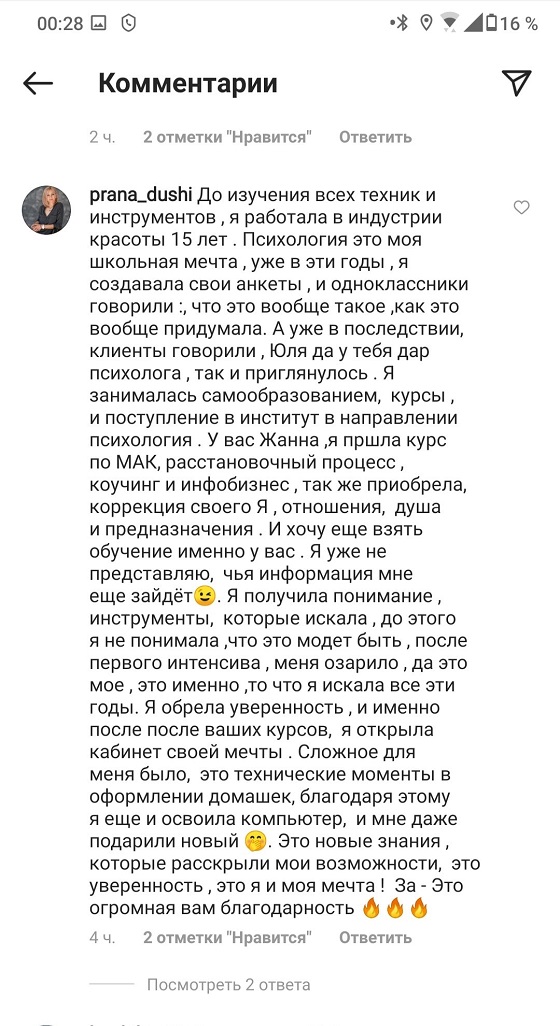 00:28 16 %
Комментарии
2 ч. 2 отметки "Нравится" Ответить
prana_dushi До изучения всех техник и
инструментов , я работала в индустрии
красоты 15 лет . Психология это моя
школьная мечта , уже в эти годы , я
создавала свои анкеты , и одноклассники
говорили :, что это вообще такое ,как это
вообще придумала. А уже в последствии,
клиенты говорили , Юля да у тебя дар
психолога , так и приглянулось . Я
занималась самообразованием, курсы ,
и поступление в институт в направлении
психология . У вас Жанна ,я пршла курс
по МАК, расстановочный процесс ,
коучинг и инфобизнес , так же приобрела,
коррекция своего Я , отношения, душа
и предназначения . И хочу еще взять
обучение именно у вас . Я уже не
представляю, чья информация мне
еще зайдёт😉. Я получила понимание ,
инструменты, которые искала , до этого
я не понимала ,что это модет быть , после
первого интенсива , меня озарило , да это
мое , это именно ,то что я искала все эти
годы. Я обрела уверенность , и именно
после после ваших курсов, я открыла
кабинет своей мечты . Сложное для
меня было, это технические моменты в
оформлении домашек, благодаря этому
я еще и освоила компьютер, и мне даже
подарили новый 🤭. Это новые знания ,
которые расскрыли мои возможности, это
уверенность , это я и моя мечта ! За - Это
огромная вам благодарность 🔥🔥🔥
4 ч. 2 отметки "Нравится" Ответить
Посмотреть 2 ответа